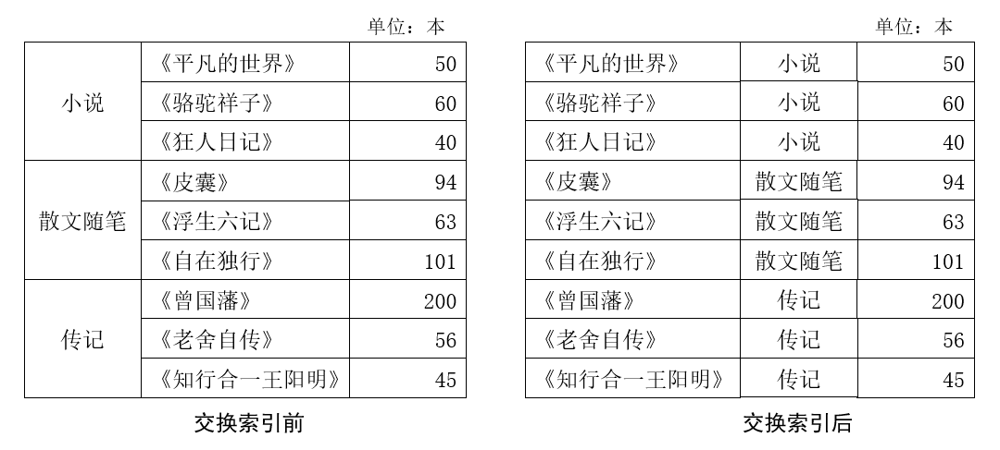 单位：本 单位：本
小说 《平凡的世界》 50 《平凡的世界》 小说 50
《骆驼祥子》 60 《骆驼祥子》 小说 60
《狂人日记》 40 《狂人日记》 小说 40
散文随笔 《皮囊》 94 《皮囊》 散文随笔 94
《浮生六记》 63 《浮生六记》 散文随笔 63
《自在独行》 101 《自在独行》 散文随笔 101
传记 《曾国藩》 200 《曾国藩》 传记 200
《老舍自传》 56 《老舍自传》 传记 56
《知行合一王阳明》 45 《知行合一王阳明》 传记 45
交换索引前 交换索引后